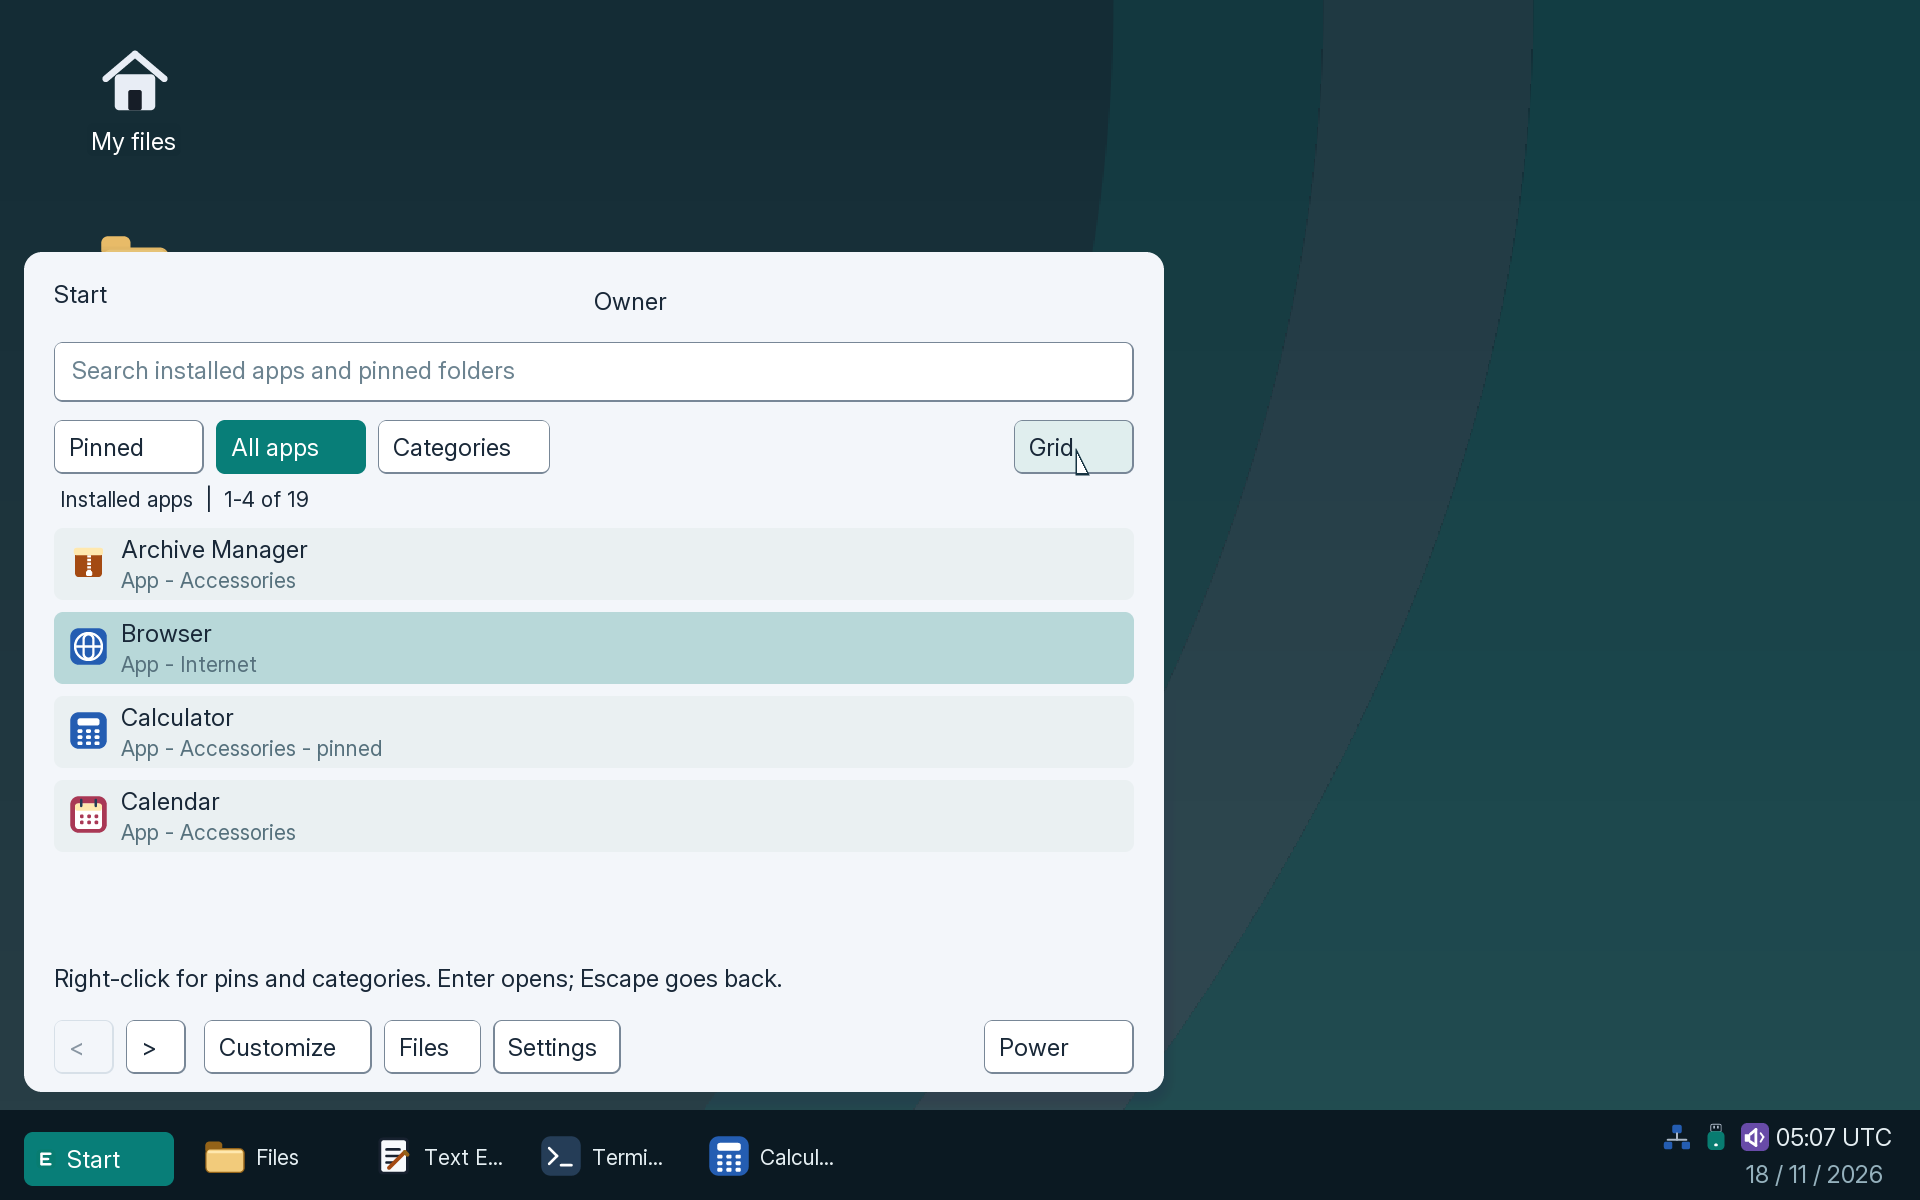 My files
Start
Owner
Search installed apps and pinned folders
Pinned
All apps
Categories
Grid
Installed apps | 1-4 of 19
Archive Manager
App - Accessories
Browser
App - Internet
Calculator
App - Accessories - pinned
Calendar
App - Accessories
Right-click for pins and categories. Enter opens; Escape goes back.
<
>
Customize
Files
Settings
Power
Start
Files
Text E...
Termi...
Calcul...
05:07 UTC
18 / 11 / 2026